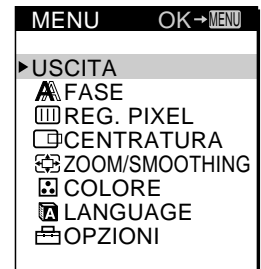 MENU OK→MENU
►USCITA
FASE
REG. PIXEL
CENTRATURA
ZOOM/SMOOTHING
COLORE
LANGUAGE
OPZIONI